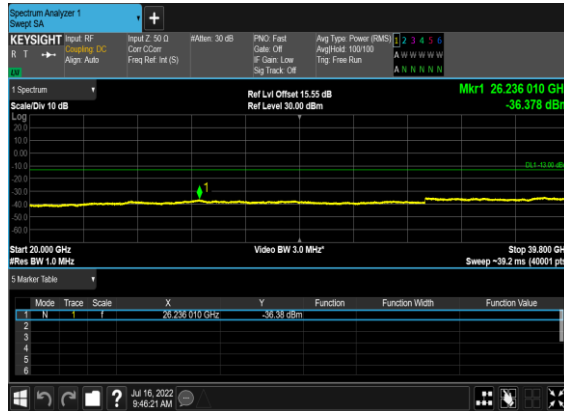 Spectrum Analyzer 1
Swept SA
+
KEYSIGHT Input: RF Input Z: 50 Ω #Atten: 30 dB PNO: Fast Avg Type: Power (RMS) 1 2 3 4 5 6
R T Coupling: DC Corr CCorr Gate: Off Avg|Hold: 100/100 A W W W W W
Align: Auto Freq Ref: Int (S) IF Gain: Low Trig: Free Run
Sig Track: Off A N N N N N
1 Spectrum Ref Lvl Offset 15.55 dB Mkr1 26.236 010 GH
Scale/Div 10 dB Ref Level 30.00 dBm -36.378 dB
Log
20.0
10.0
0.00
-10.0
DL1 -13.00 dB
-20.0
1
-30.0
-40.0
-50.0
-60.0
Start 20.000 GHz Video BW 3.0 MHz* Stop 39.800 GH
#Res BW 1.0 MHz Sweep ~39.2 ms (40001 pts
5 Marker Table
Mode Trace Scale X Y Function Function Width Function Value
1 N 1 f 26.236 010 GHz -36.38 dBm
2
3
4
5
6
? Jul 16, 2022
9:46:21 AM